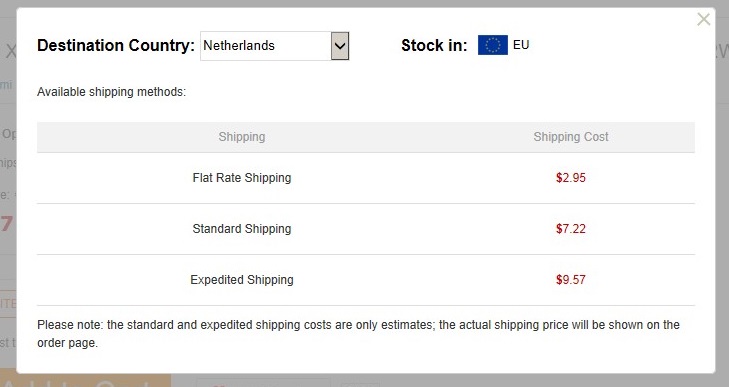 Destination Country: Netherlands Stock in: EU
Available shipping methods:
Shipping Shipping Cost
Flat Rate Shipping $2.95
Standard Shipping $7.22
Expedited Shipping $9.57
Please note: the standard and expedited shipping costs are only estimates; the actual shipping price will be shown on the
order page.